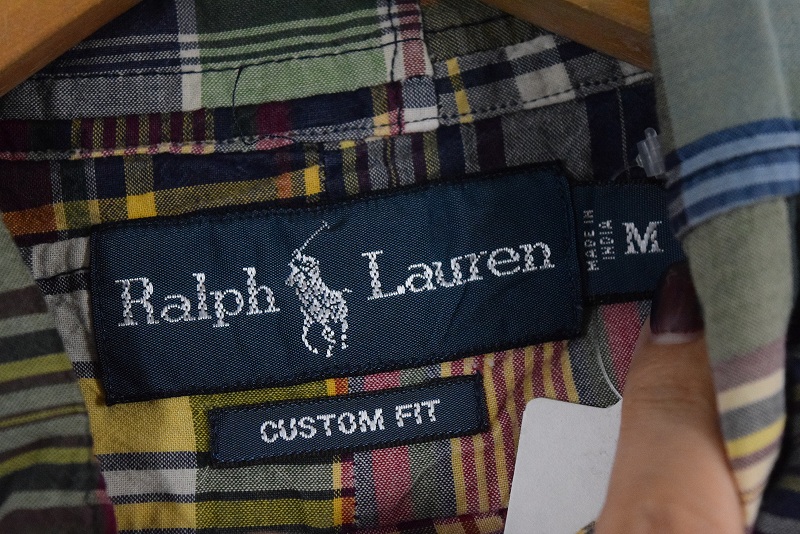 Ralph Lauren
MADE IN
INDIA
M
CUSTOM FIT